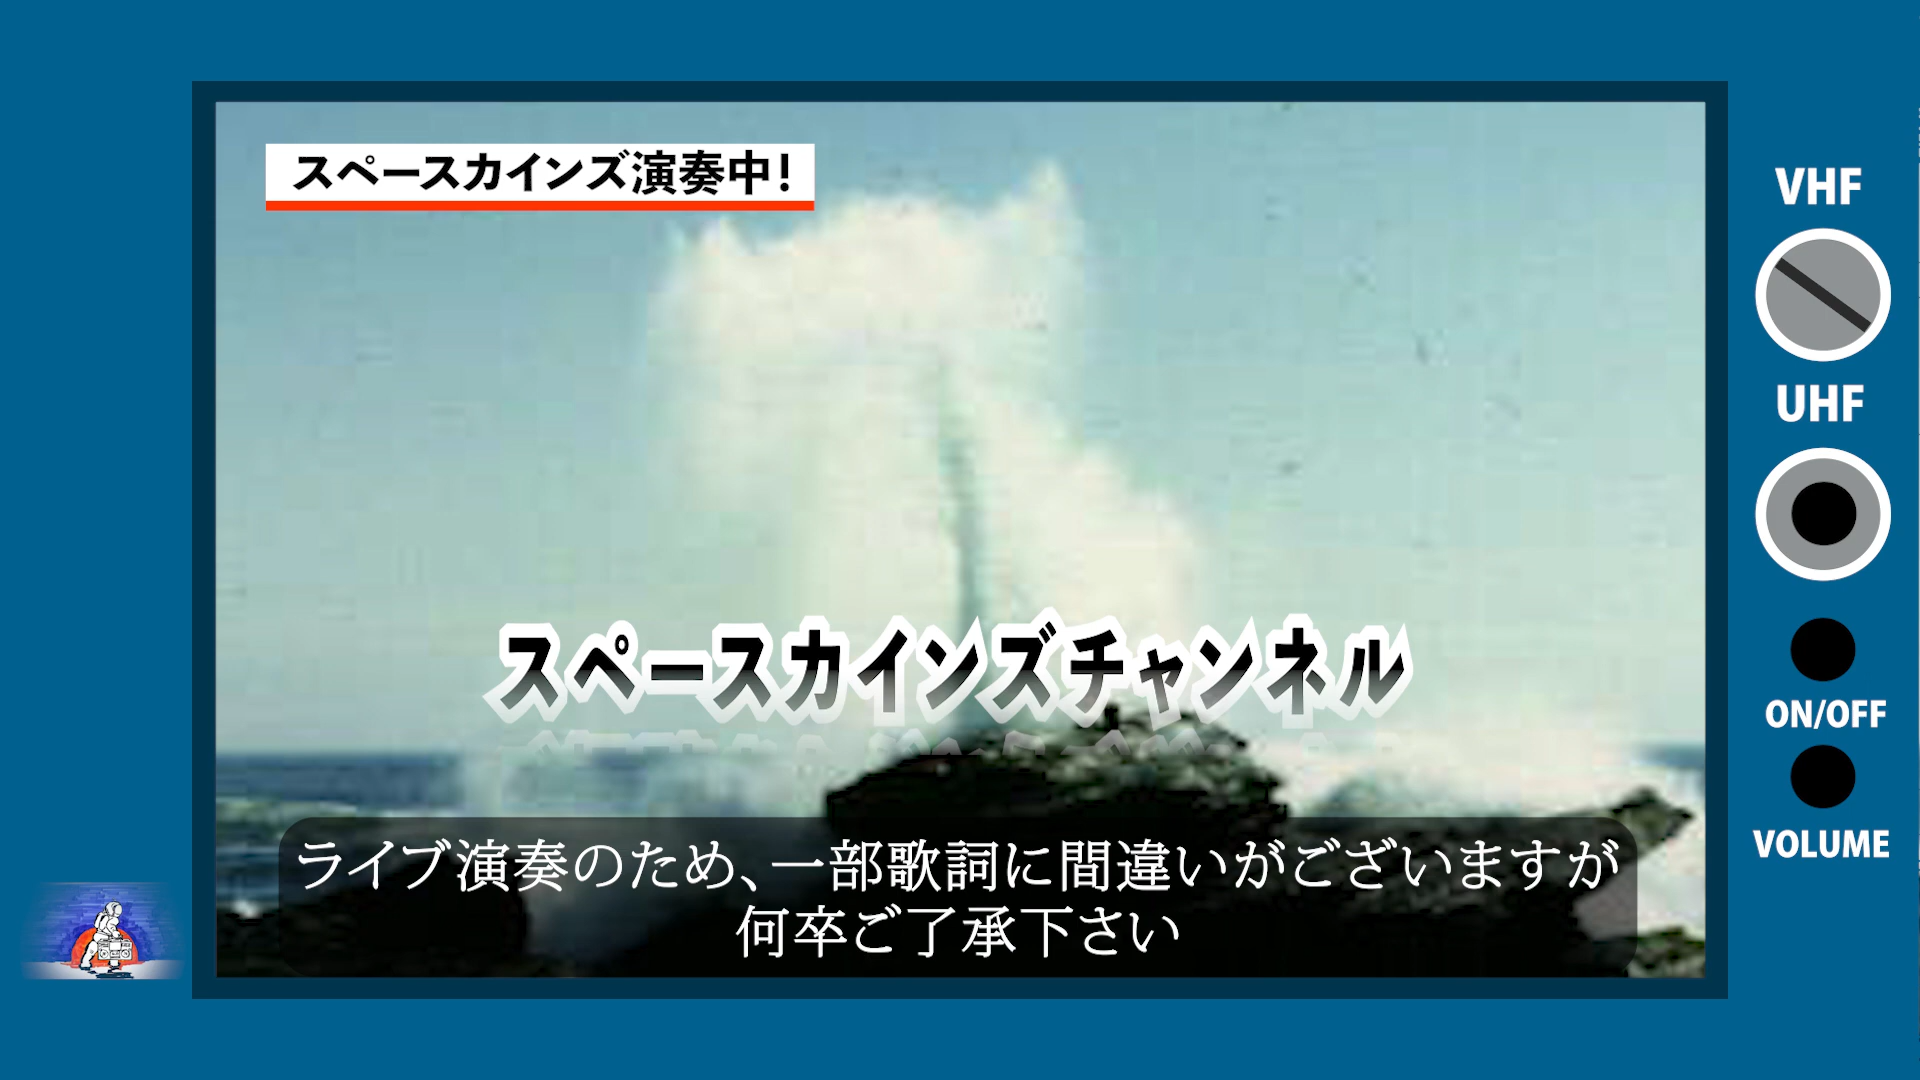 スペースカインズ演奏中!
VHF
UHF
スペースカインズチャンネル
ON/OFF
VOLUME
ライブ演奏のため、一部歌詞に間違いがございますが
何卒ご了承下さい